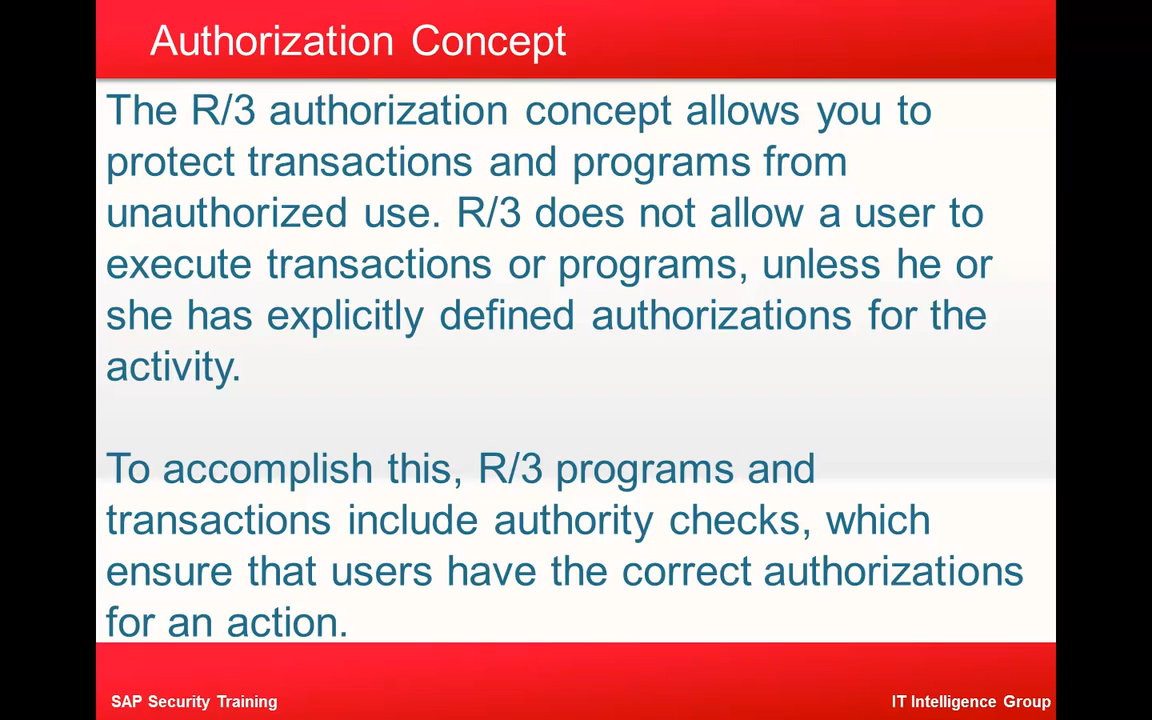 Authorization Concept
The R/3 authorization concept allows you to
protect transactions and programs from
unauthorized use. R/3 does not allow a user to
execute transactions or programs, unless he or
she has explicitly defined authorizations for the
activity.
To accomplish this, R/3 programs and
transactions include authority checks, which
ensure that users have the correct authorizations
for an action.
SAP Security Training
IT Intelligence Group